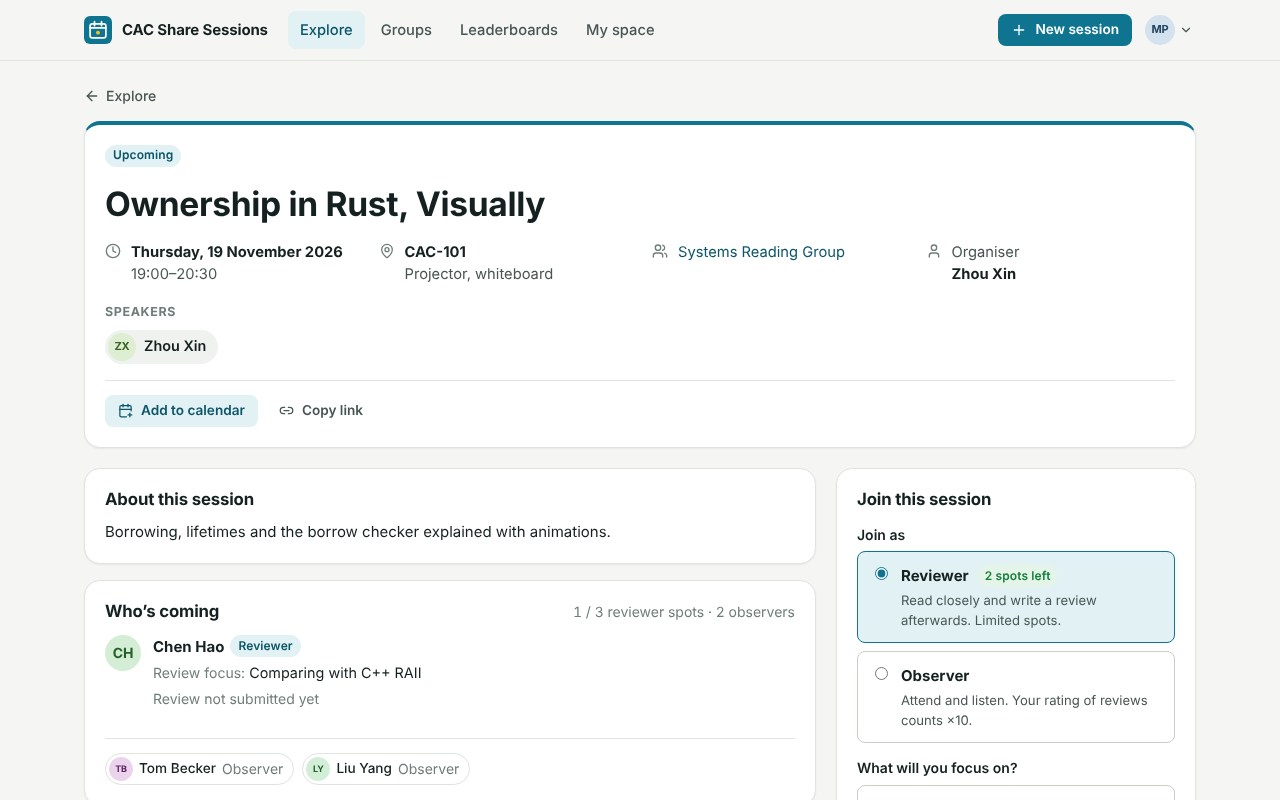 CAC Share Sessions
Explore
Groups
Leaderboards
My space
New session
MP
Explore
Upcoming
Ownership in Rust, Visually
Thursday, 19 November 2026
19:00–20:30
CAC-101
Projector, whiteboard
Systems Reading Group
Organiser
Zhou Xin
SPEAKERS
ZX Zhou Xin
Add to calendar
Copy link
About this session
Borrowing, lifetimes and the borrow checker explained with animations.
Who’s coming
1 / 3 reviewer spots · 2 observers
CH
Chen Hao Reviewer
Review focus: Comparing with C++ RAII
Review not submitted yet
TB Tom Becker Observer
LY Liu Yang Observer
Join this session
Join as
Reviewer 2 spots left
Read closely and write a review
afterwards. Limited spots.
Observer
Attend and listen. Your rating of reviews
counts ×10.
What will you focus on?